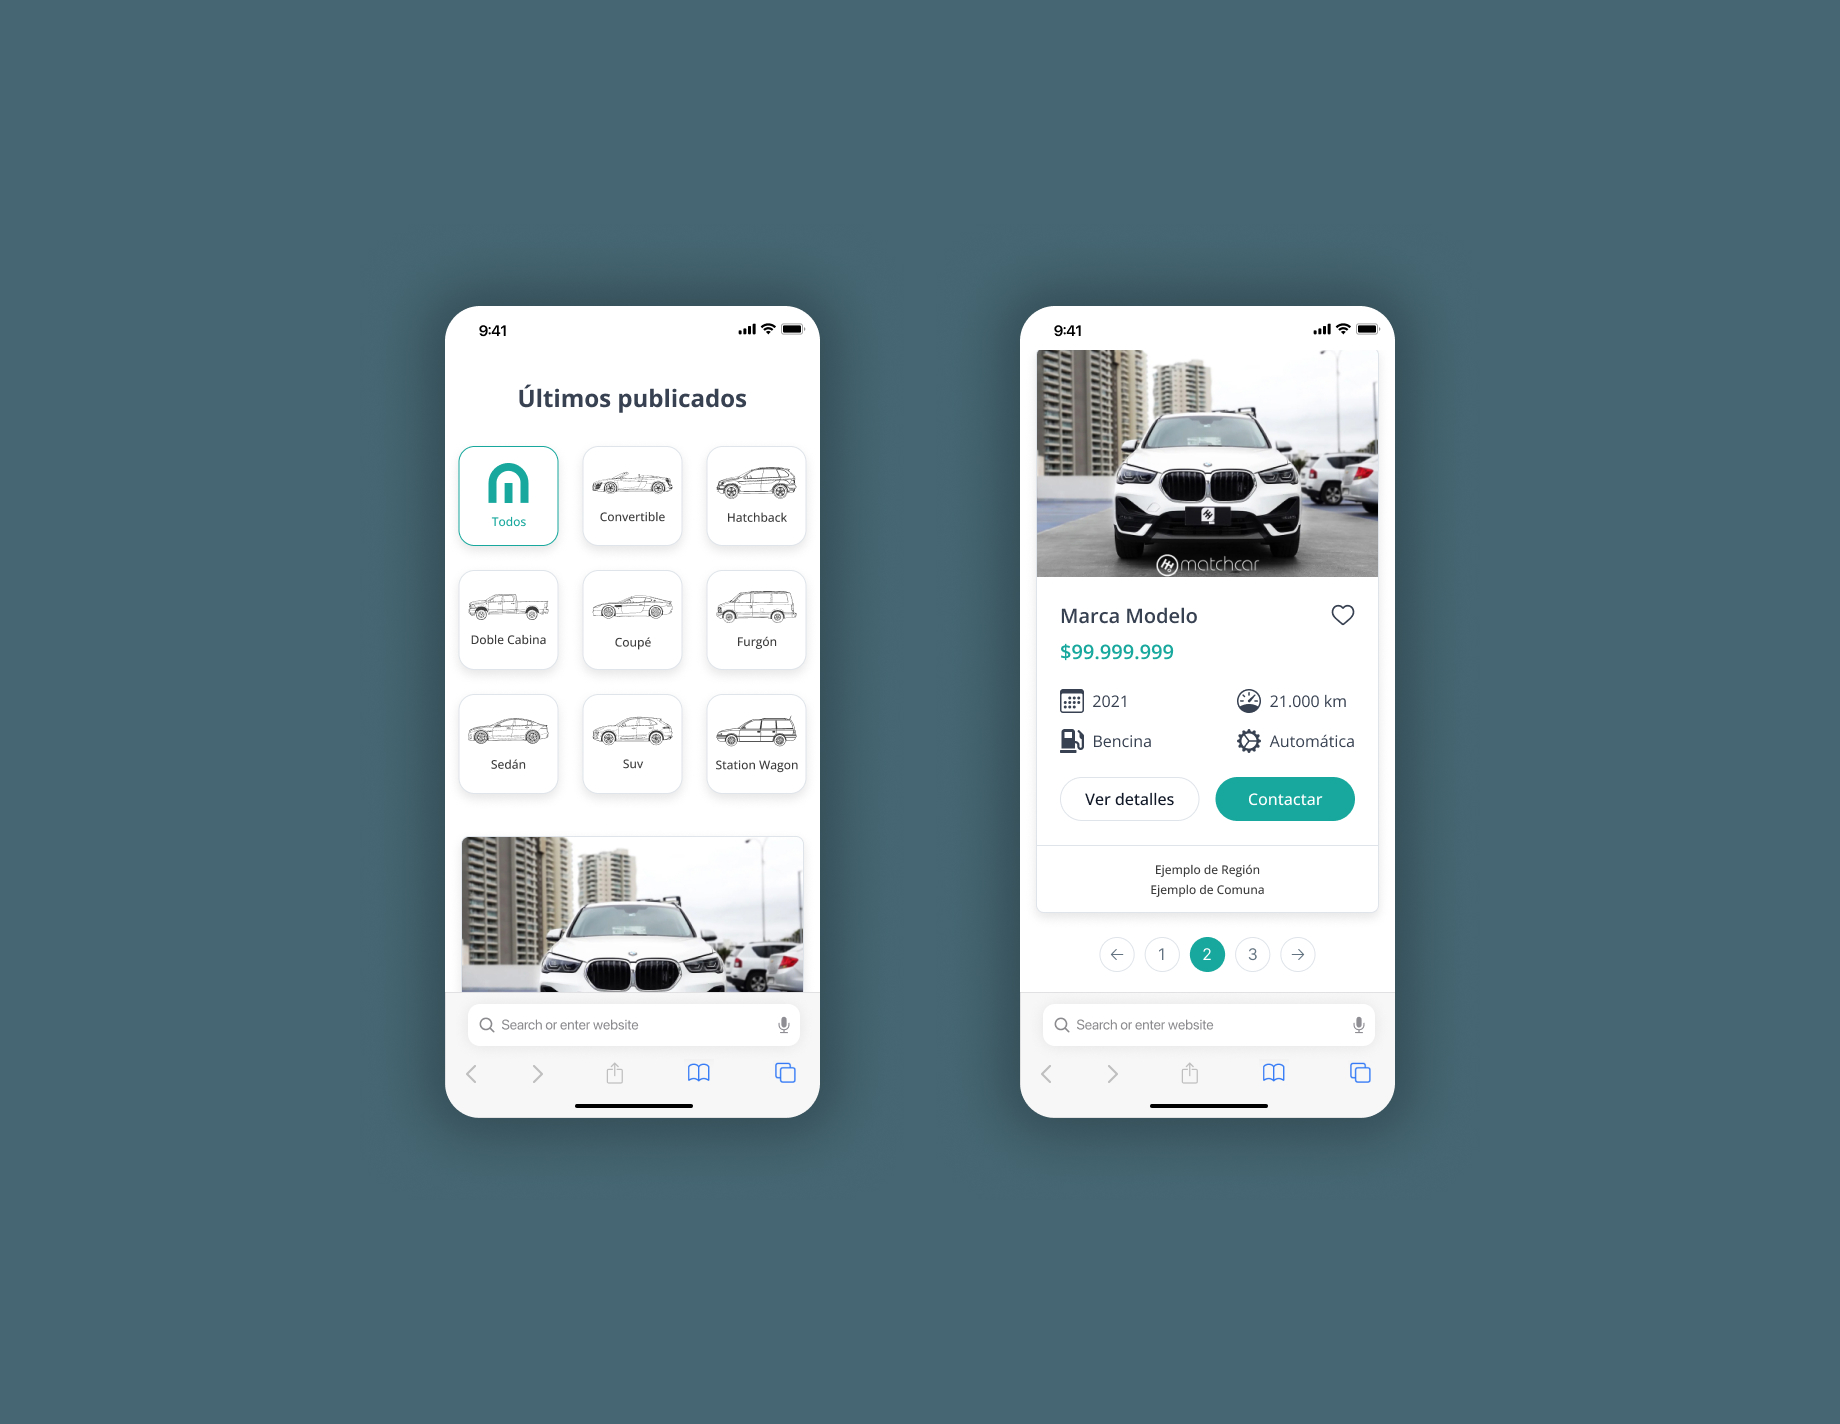 9:41
Últimos publicados
Todos
Convertible
Hatchback
Doble Cabina
Coupé
Furgón
Sedán
Suv
Station Wagon
Search or enter website
9:41
matchcar
Marca Modelo
$99.999.999
2021
21.000 km
Bencina
Automática
Ver detalles
Contactar
Ejemplo de Región
Ejemplo de Comuna
← 1 2 3 →
Search or enter website